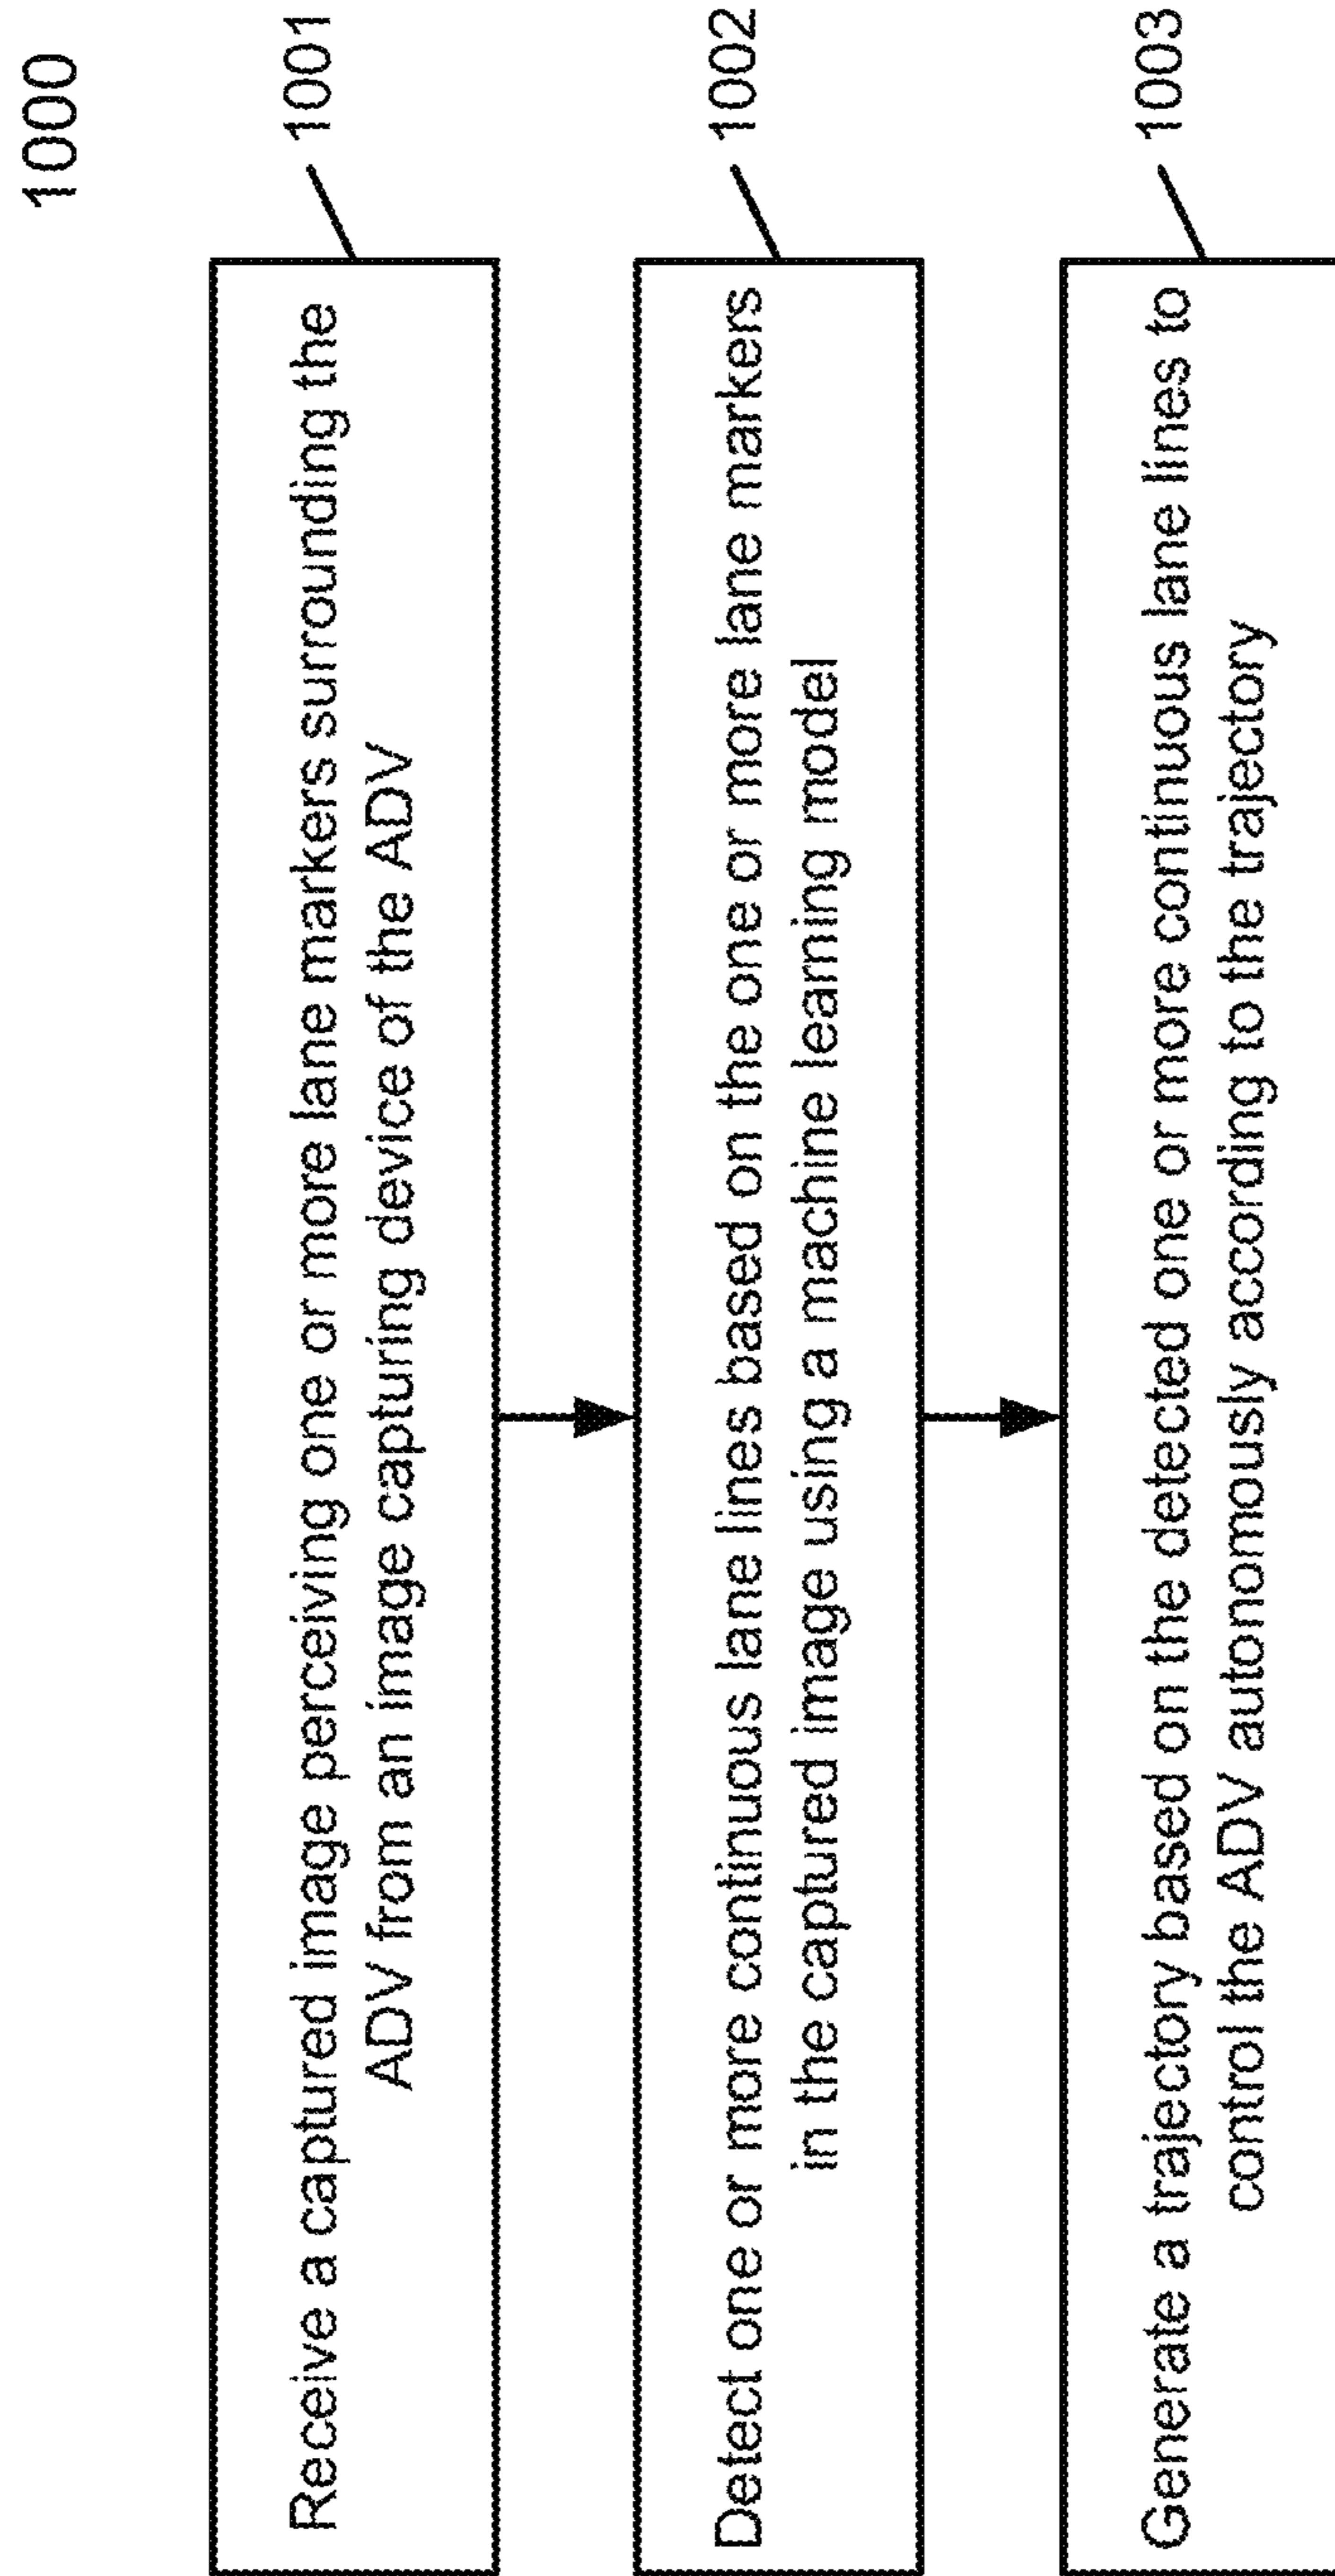 1000
Receive a captured image perceiving one or more lane markers surrounding the
ADV from an image capturing device of the ADV
1001
Detect one or more continuous lane lines based on the one or more lane markers
in the captured image using a machine learning model
1002
Generate a trajectory based on the detected one or more continuous lane lines to
control the ADV autonomously according to the trajectory
1003